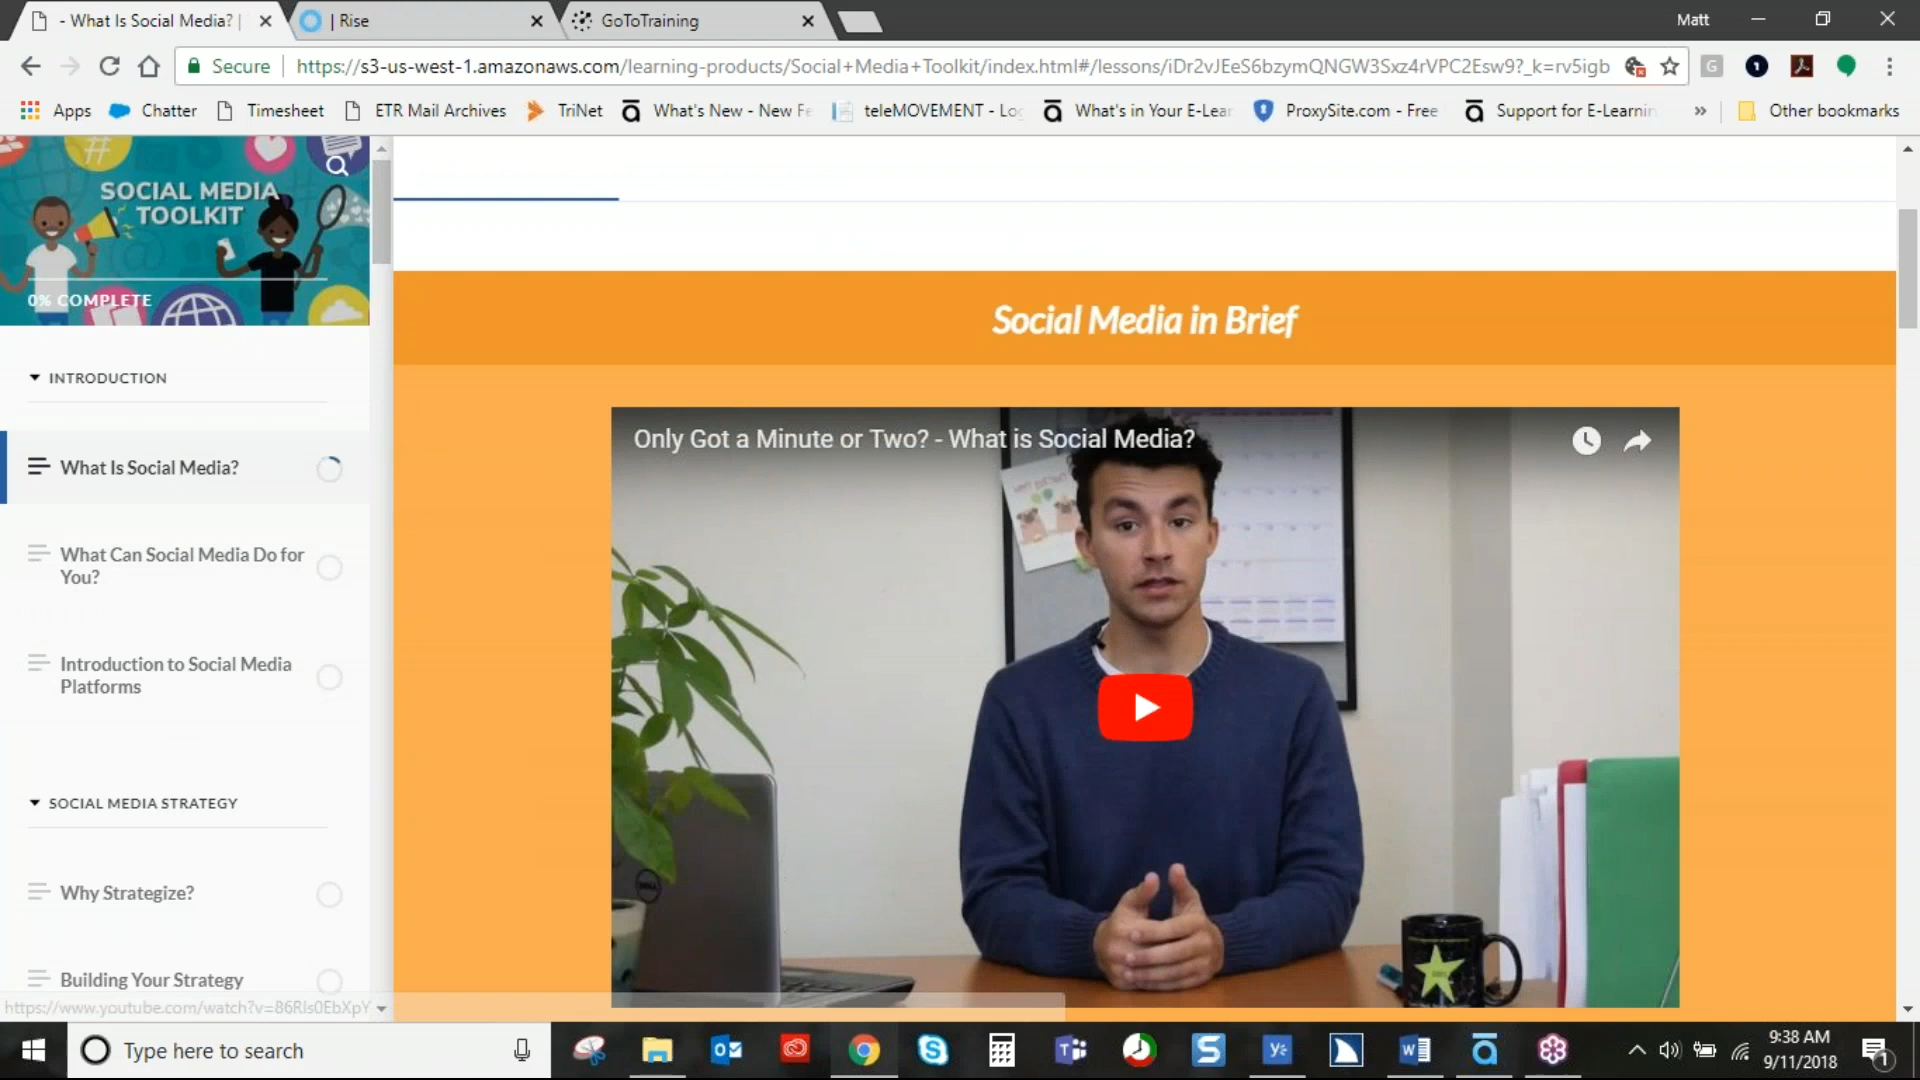 - What Is Social Media? |
| Rise
GoToTraining
Matt
Secure
https://s3-us-west-1.amazonaws.com/learning-products/Social+Media+Toolkit/index.html#/lessons/iDr2vJEeS6bzymQNGW3Sxz4rVPC2Esw9?_k=rv5igb
Apps
Chatter
Timesheet
ETR Mail Archives
TriNet
What's New - New Fe
teleMOVEMENT - Log
What's in Your E-Lear
ProxySite.com - Free
Support for E-Learnin
»
Other bookmarks
SOCIAL MEDIA
TOOLKIT
0% COMPLETE
INTRODUCTION
What Is Social Media?
What Can Social Media Do for
You?
Introduction to Social Media
Platforms
SOCIAL MEDIA STRATEGY
Why Strategize?
Building Your Strategy
https://www.youtube.com/watch?v=86RIs0EbXpY
Social Media in Brief
Only Got a Minute or Two? - What is Social Media?
DELL
Type here to search
9:38 AM
9/11/2018
1